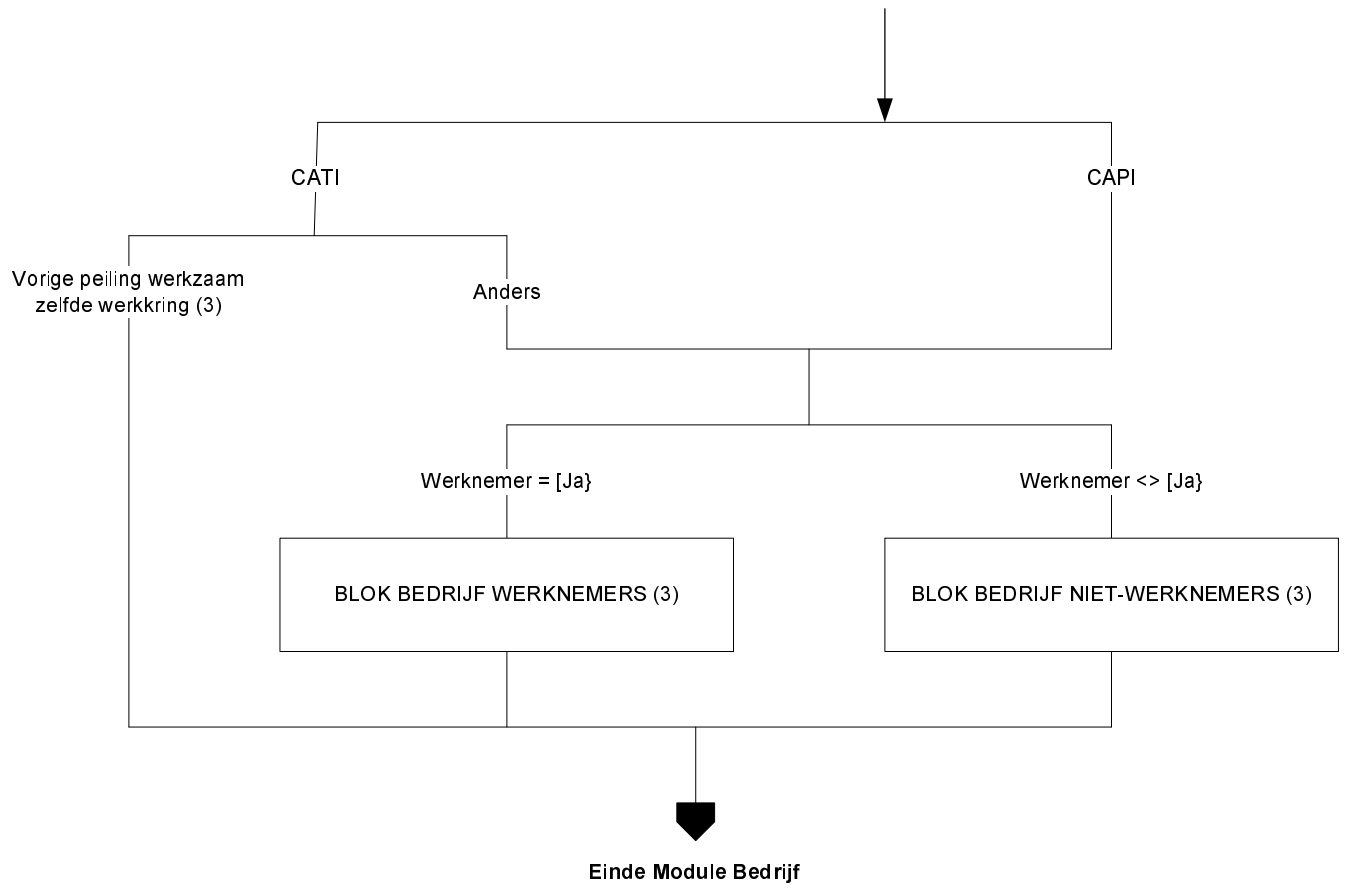 CATI
CAPI
Vorige peiling werkzaam
zelfde werkkring (3)
Anders
Werknemer = [Ja}
Werknemer <> [Ja}
BLOK BEDRIJF WERKNEMERS (3)
BLOK BEDRIJF NIET-WERKNEMERS (3)
Einde Module Bedrijf